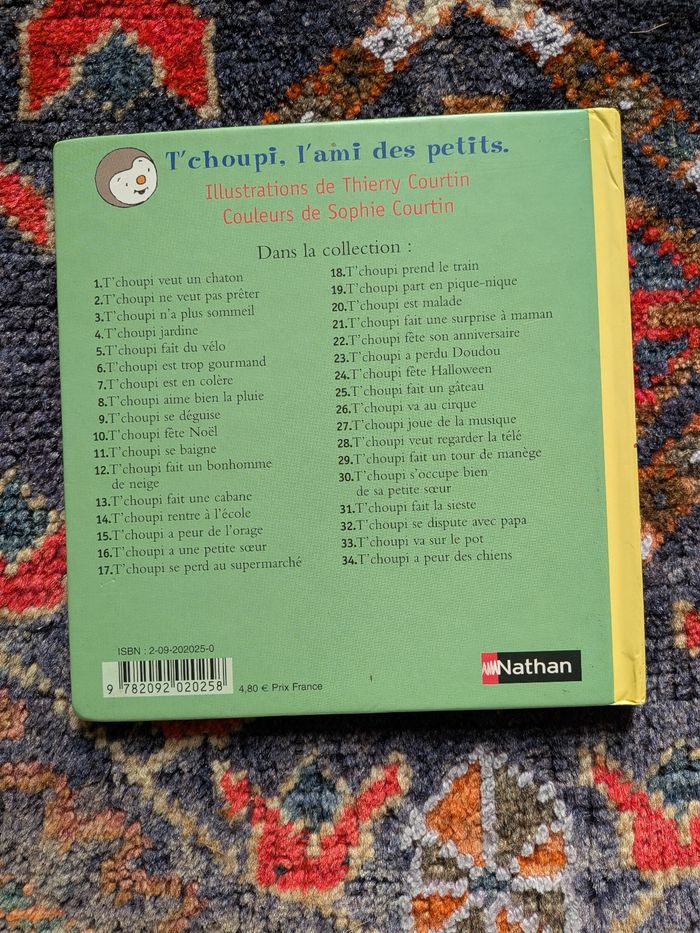 T'choupi, l'ami des petits.
Illustrations de Thierry Courtin
Couleurs de Sophie Courtin
Dans la collection :
1.T'choupi veut un chaton
2.T'choupi ne veut pas prêter
3.T'choupi n'a plus sommeil
4.T'choupi jardine
5.T'choupi fait du vélo
6.T'choupi est trop gourmand
7.T'choupi est en colère
8.T'choupi aime bien la pluie
9.T'choupi se déguise
10.T'choupi fête Noël
11.T'choupi se baigne
12.T'choupi fait un bonhomme
de neige
13.T'choupi fait une cabane
14.T'choupi rentre à l'école
15.T'choupi a peur de l'orage
16.T'choupi a une petite sœur
17.T'choupi se perd au supermarché
18.T'choupi prend le train
19.T'choupi part en pique-nique
20.T'choupi est malade
21.T'choupi fait une surprise à maman
22.T'choupi fête son anniversaire
23.T'choupi a perdu Doudou
24.T'choupi fête Halloween
25.T'choupi fait un gâteau
26.T'choupi va au cirque
27.T'choupi joue de la musique
28.T'choupi veut regarder la télé
29.T'choupi fait un tour de manège
30.T'choupi s'occupe bien
de sa petite sœur
31.T'choupi fait la sieste
32.T'choupi se dispute avec papa
33.T'choupi va sur le pot
34.T'choupi a peur des chiens
ISBN : 2-09-202025-0
9 782092 020258
4,80 € Prix France
1
Nathan